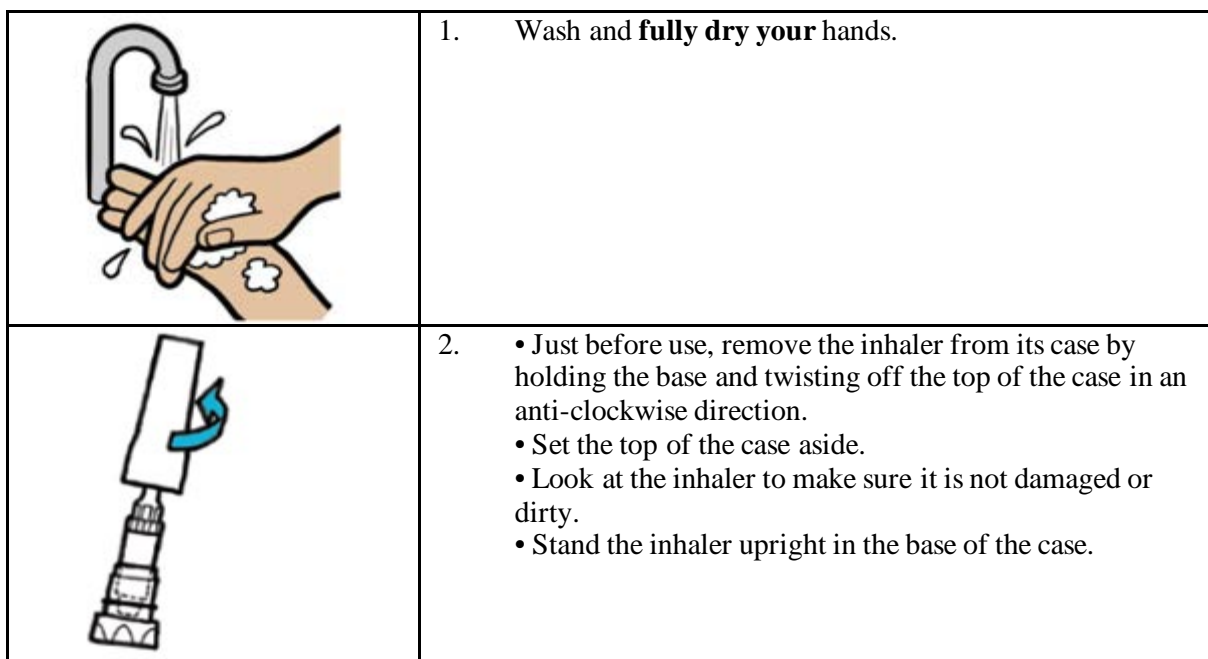 1. Wash and fully dry your hands.
2. • Just before use, remove the inhaler from its case by
holding the base and twisting off the top of the case in an
anti-clockwise direction.
• Set the top of the case aside.
• Look at the inhaler to make sure it is not damaged or
dirty.
• Stand the inhaler upright in the base of the case.